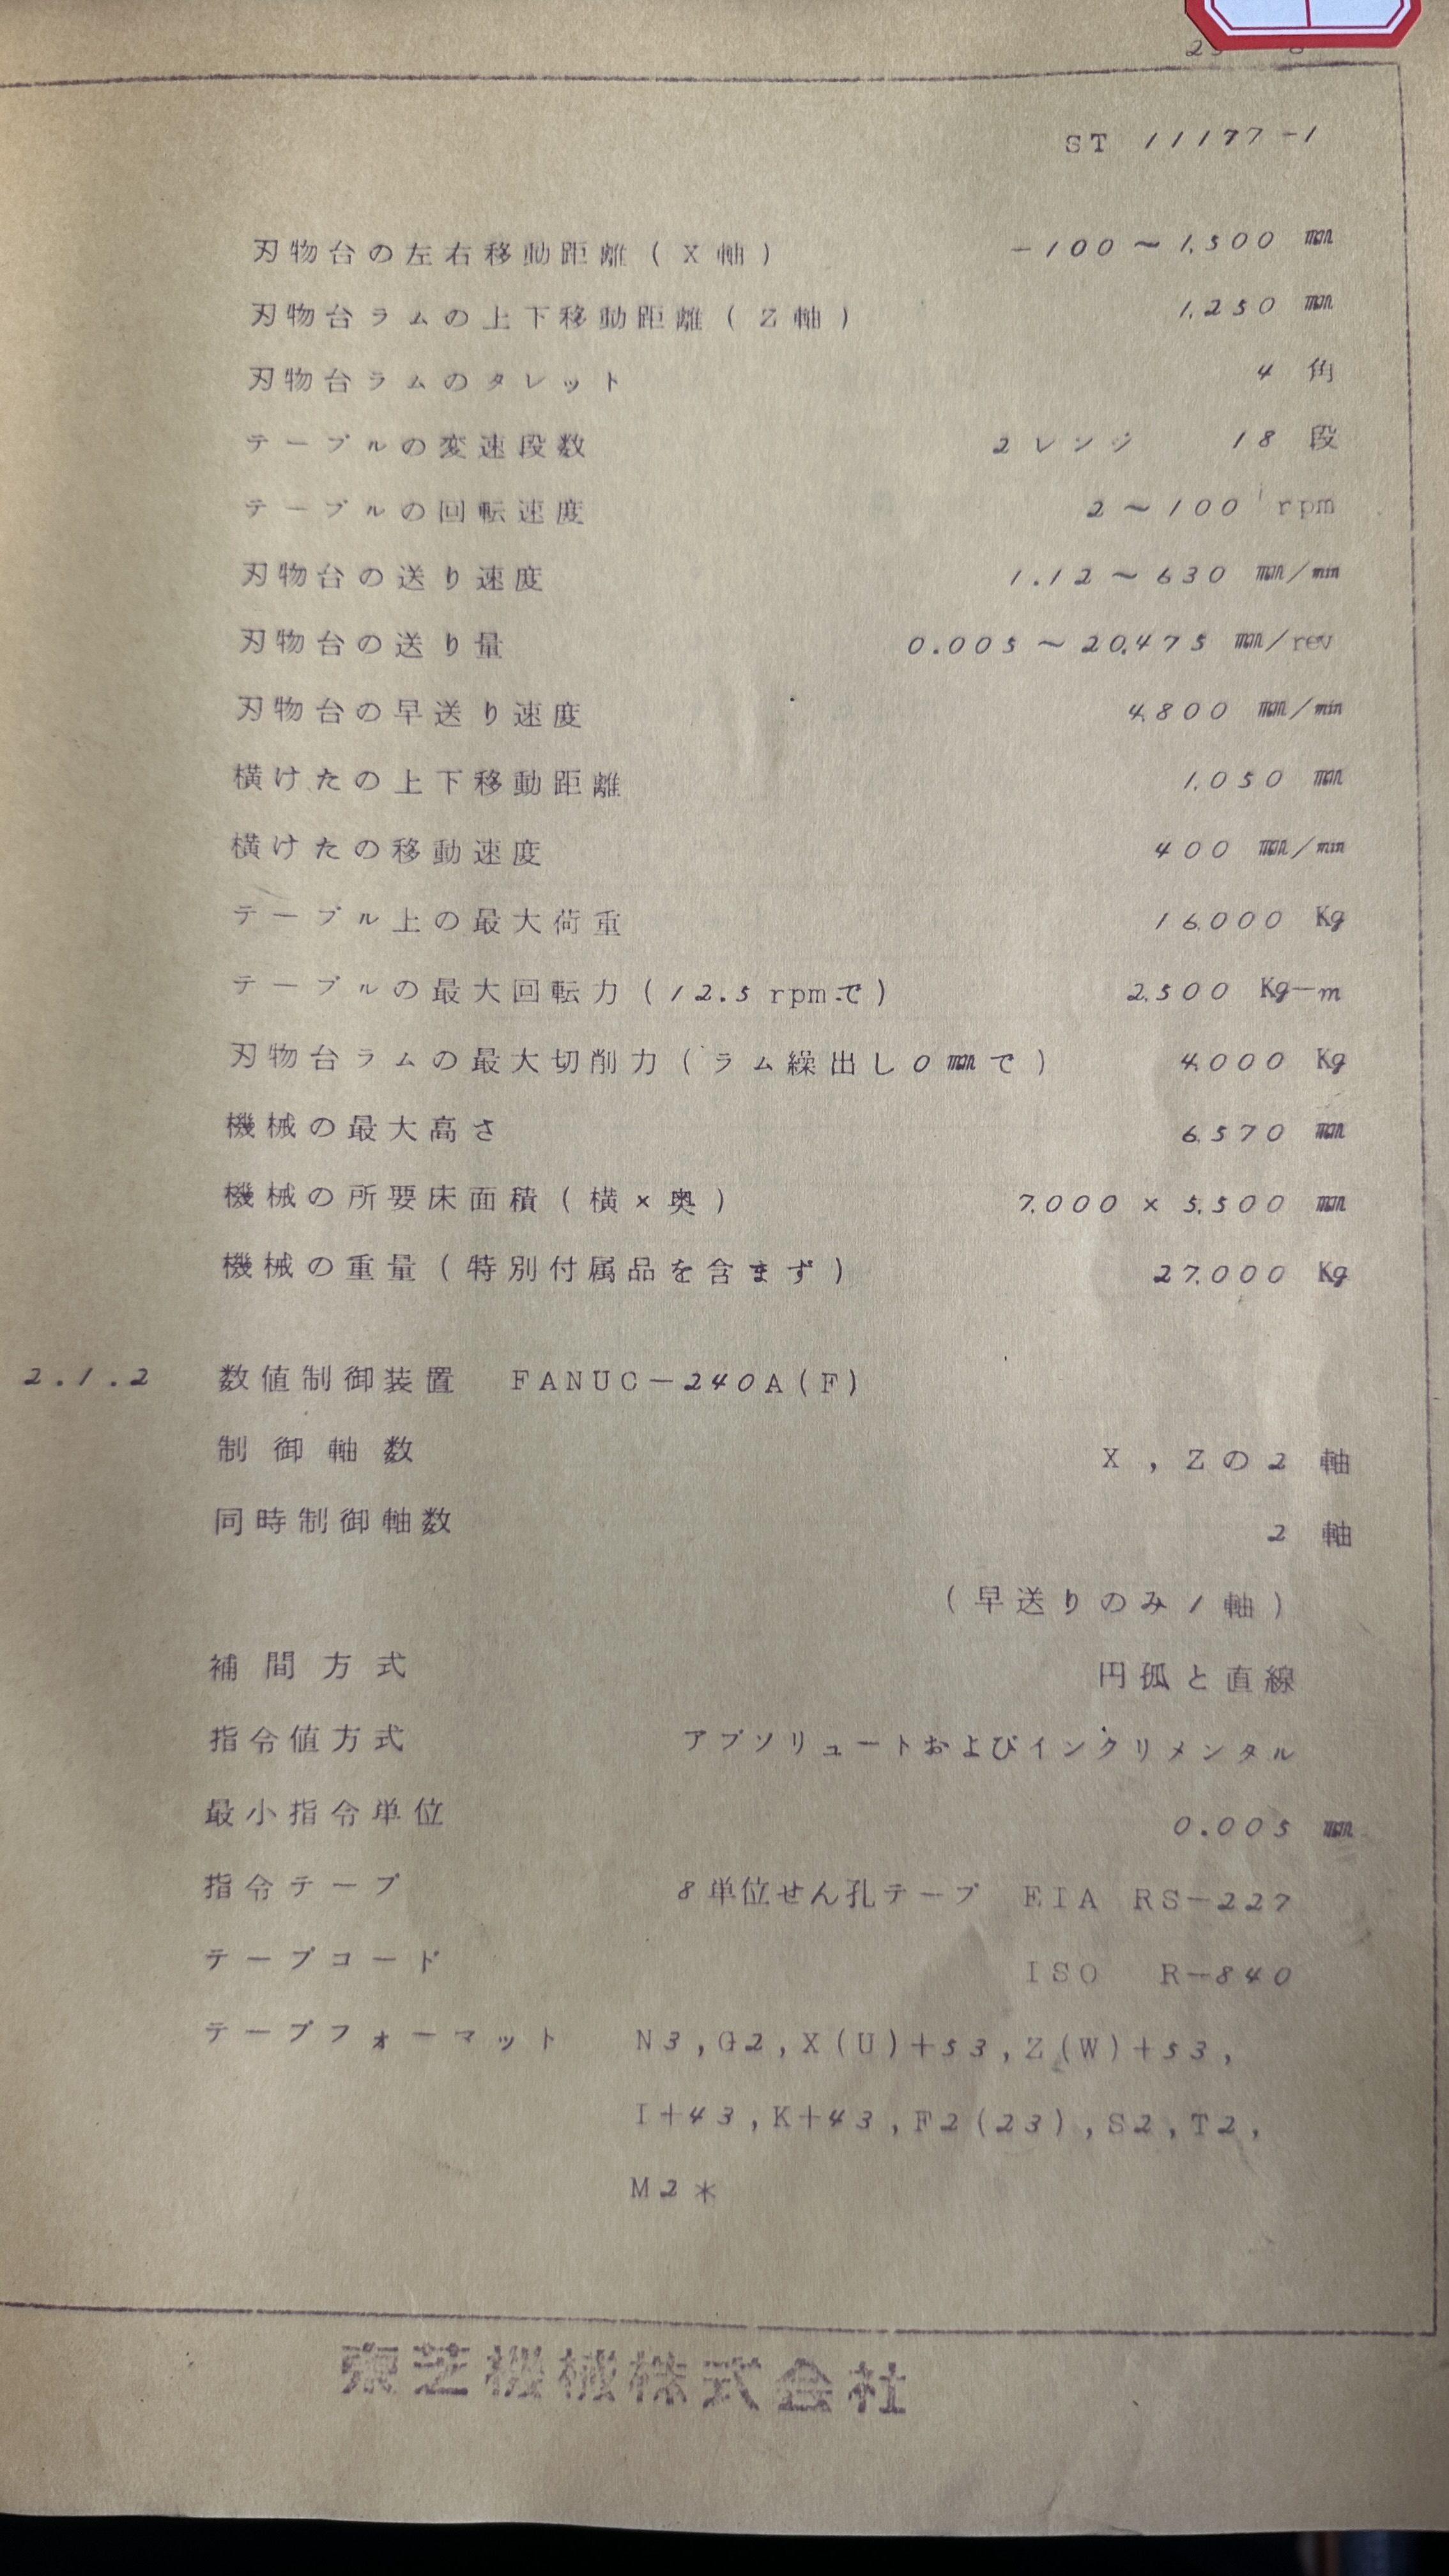 ST 11177-1
刃物台の左右移動距離(X軸) -100~1,500 mm
刃物台ラムの上下移動距離(Z軸) 1,250 mm
刃物台ラムのタレット 4 角
テーブルの変速段数 2レンジ 18 段
テーブルの回転速度 2~100 rpm
刃物台の送り速度 1.12~630 mm/min
刃物台の送り量 0.005~20.475 mm/rev
刃物台の早送り速度 4,800 mm/min
横けたの上下移動距離 1,050 mm
横けたの移動速度 400 mm/min
テーブル上の最大荷重 16,000 Kg
テーブルの最大回転力(12.5 rpmで) 2,500 Kg-m
刃物台ラムの最大切削力(ラム繰出し0mmで) 4,000 Kg
機械の最大高さ 6,570 mm
機械の所要床面積(横×奥) 7,000 × 5,500 mm
機械の重量(特別付属品を含まず) 27,000 Kg
2.1.2 数値制御装置 FANUC-240A(F)
制御軸数 X,Zの2 軸
同時制御軸数 2 軸
(早送りのみ1軸)
補間方式 円孤と直線
指令値方式 アブソリュートおよびインクリメンタル
最小指令単位 0.005 mm
指令テープ 8単位せん孔テープ EIA RS-227
テープコード ISO R-840
テープフォーマット N3,G2,X(U)+53,Z(W)+53,
I+43,K+43,F2(23),S2,T2,
M2*
東芝機械株式会社